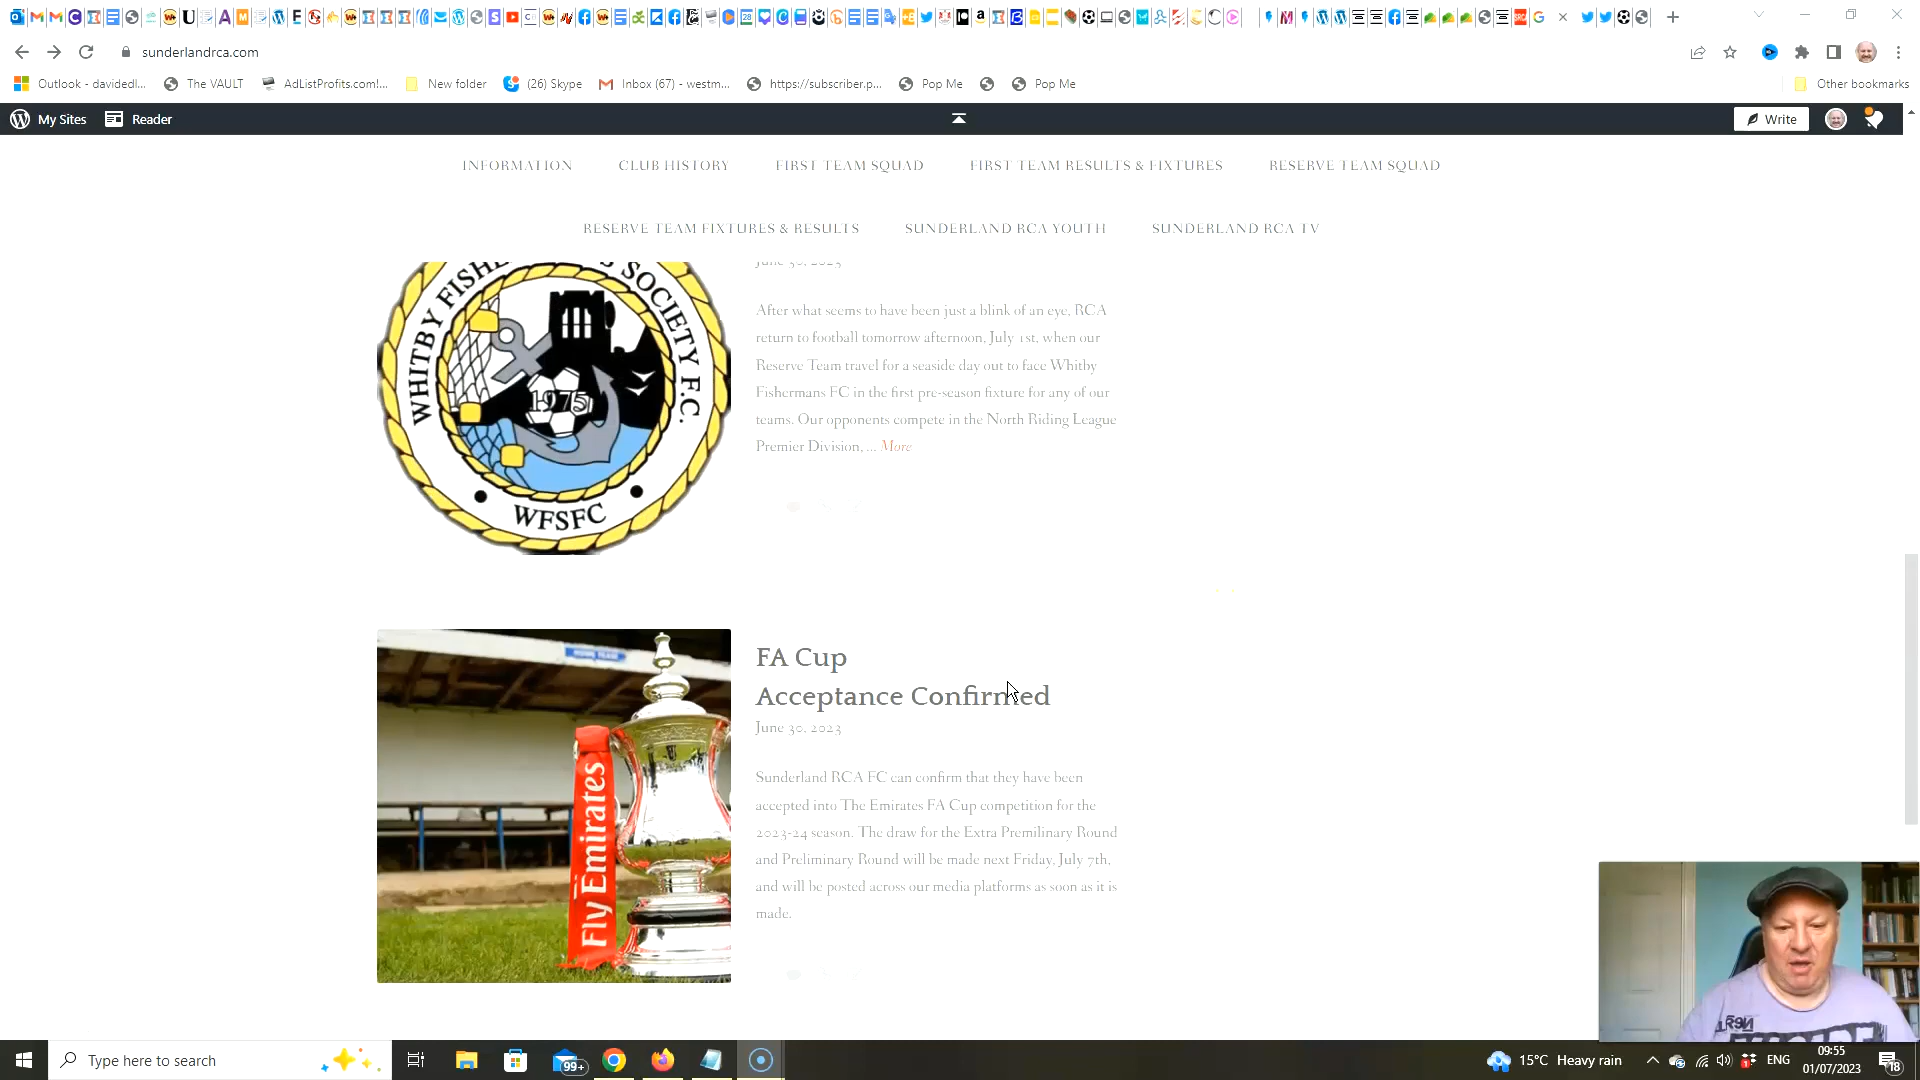 sunderlandrca.com
Outlook - davidedl...
The VAULT
AdListProfits.com!...
New folder
(26) Skype
Inbox (67) - westm...
https://subscriber.p...
Pop Me
Pop Me
Other bookmarks
My Sites
Reader
Write
INFORMATION
CLUB HISTORY
FIRST TEAM SQUAD
FIRST TEAM RESULTS & FIXTURES
RESERVE TEAM SQUAD
RESERVE TEAM FIXTURES & RESULTS
SUNDERLAND RCA YOUTH
SUNDERLAND RCA TV
June 30, 2023
After what seems to have been just a blink of an eye, RCA
return to football tomorrow afternoon, July 1st, when our
Reserve Team travel for a seaside day out to face Whitby
Fishermans FC in the first pre-season fixture for any of our
teams. Our opponents compete in the North Riding League
Premier Division, ... More
SOCIETY F.C.
1975
WFSFC
FA Cup
Acceptance Confirmed
June 30, 2023
Sunderland RCA FC can confirm that they have been
accepted into The Emirates FA Cup competition for the
2023-24 season. The draw for the Extra Premilinary Round
and Preliminary Round will be made next Friday, July 7th,
and will be posted across our media platforms as soon as it is
made.
Fly Emirates
Type here to search
99+
15°C Heavy rain
ENG
09:55
01/07/2023
18